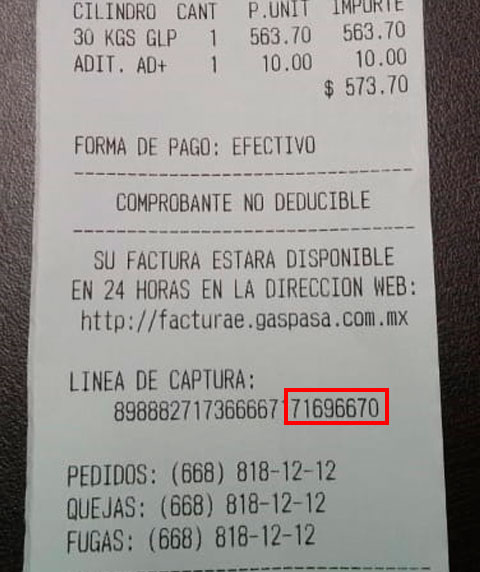 CILINDRO CANT P.UNIT IMPORTE
30 KGS GLP 1 563.70 563.70
ADIT. AD+ 1 10.00 10.00
$ 573.70
FORMA DE PAGO: EFECTIVO
COMPROBANTE NO DEDUCIBLE
SU FACTURA ESTARA DISPONIBLE
EN 24 HORAS EN LA DIRECCION WEB:
http://facturae.gaspasa.com.mx
LINEA DE CAPTURA:
898882717366667171696670
PEDIDOS: (668) 818-12-12
QUEJAS: (668) 818-12-12
FUGAS: (668) 818-12-12